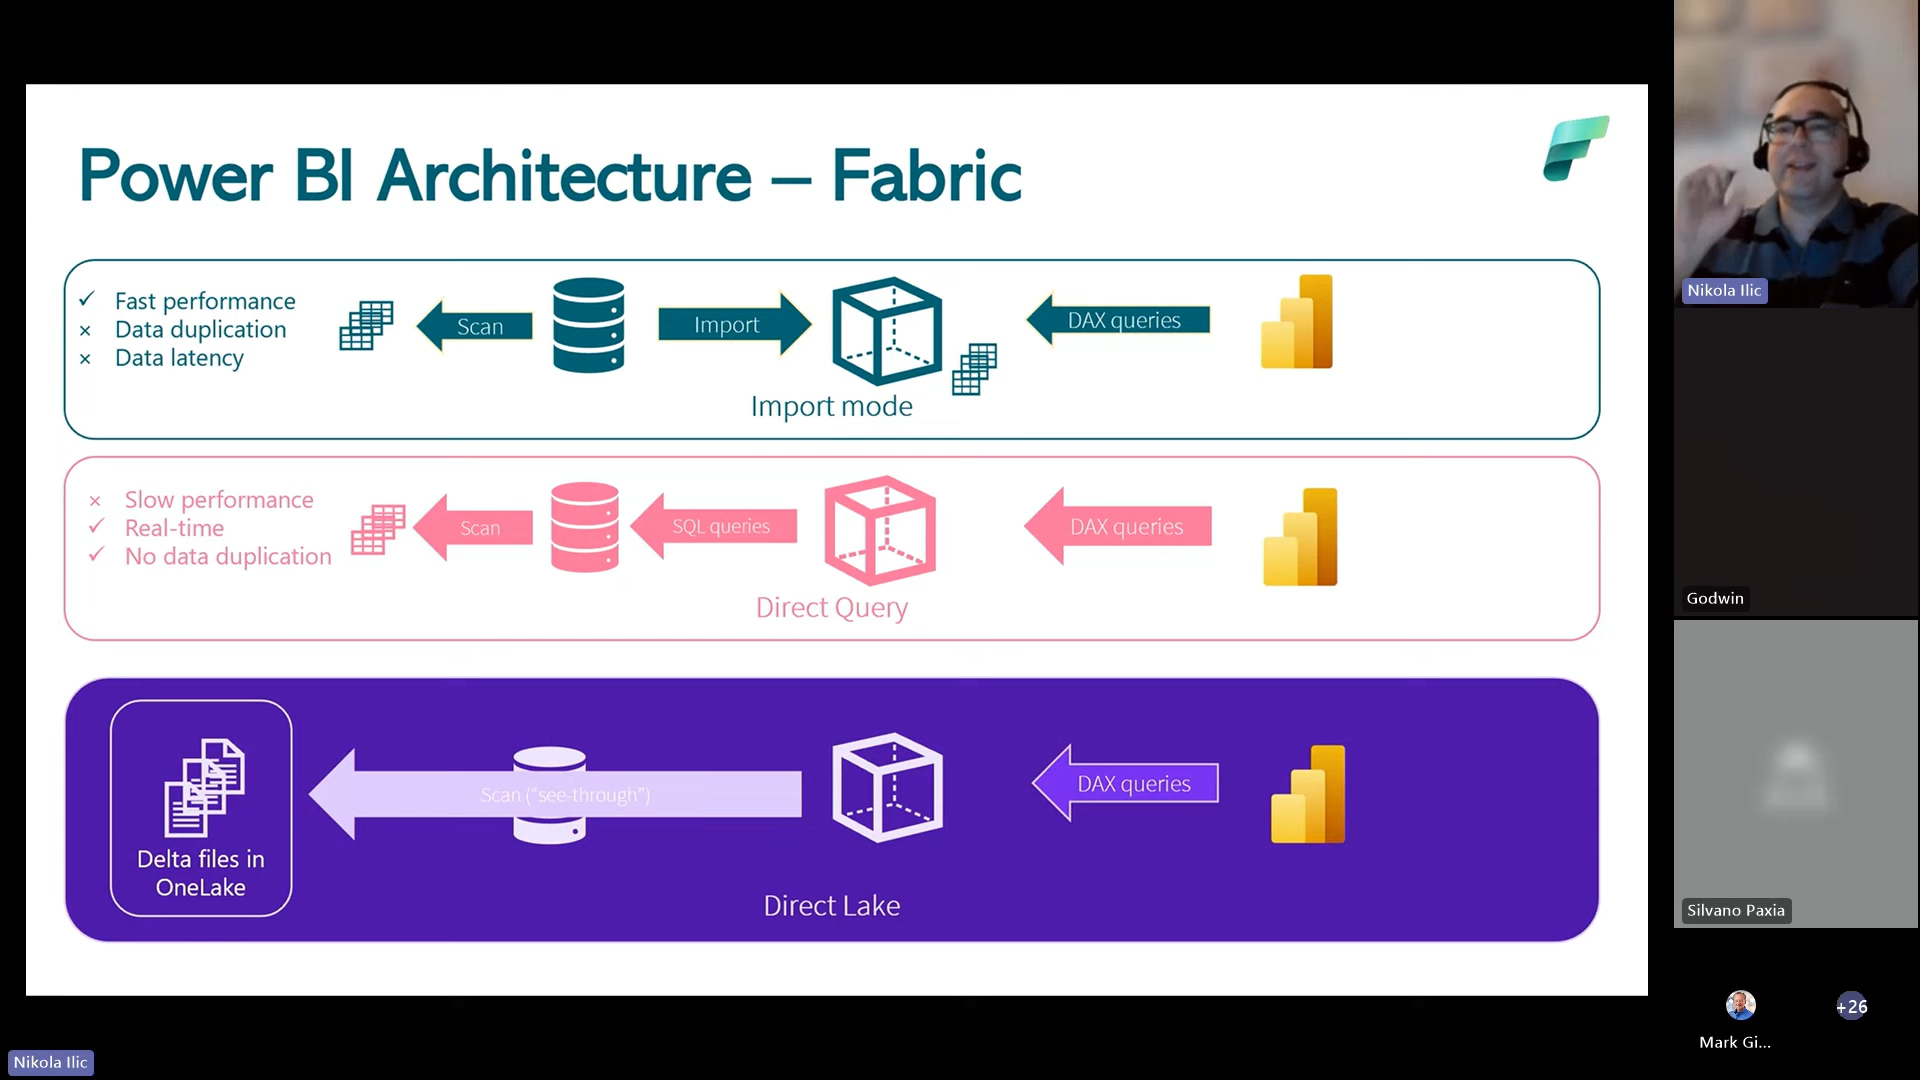 Power BI Architecture – Fabric
✓ Fast performance
× Data duplication
× Data latency
Scan
Import
DAX queries
Import mode
× Slow performance
✓ Real-time
✓ No data duplication
Scan
SQL queries
DAX queries
Direct Query
Delta files in
OneLake
Scan (“see-through”)
DAX queries
Direct Lake
Nikola Ilic
Godwin
Silvano Paxia
Mark Gi...
+26
Nikola Ilic